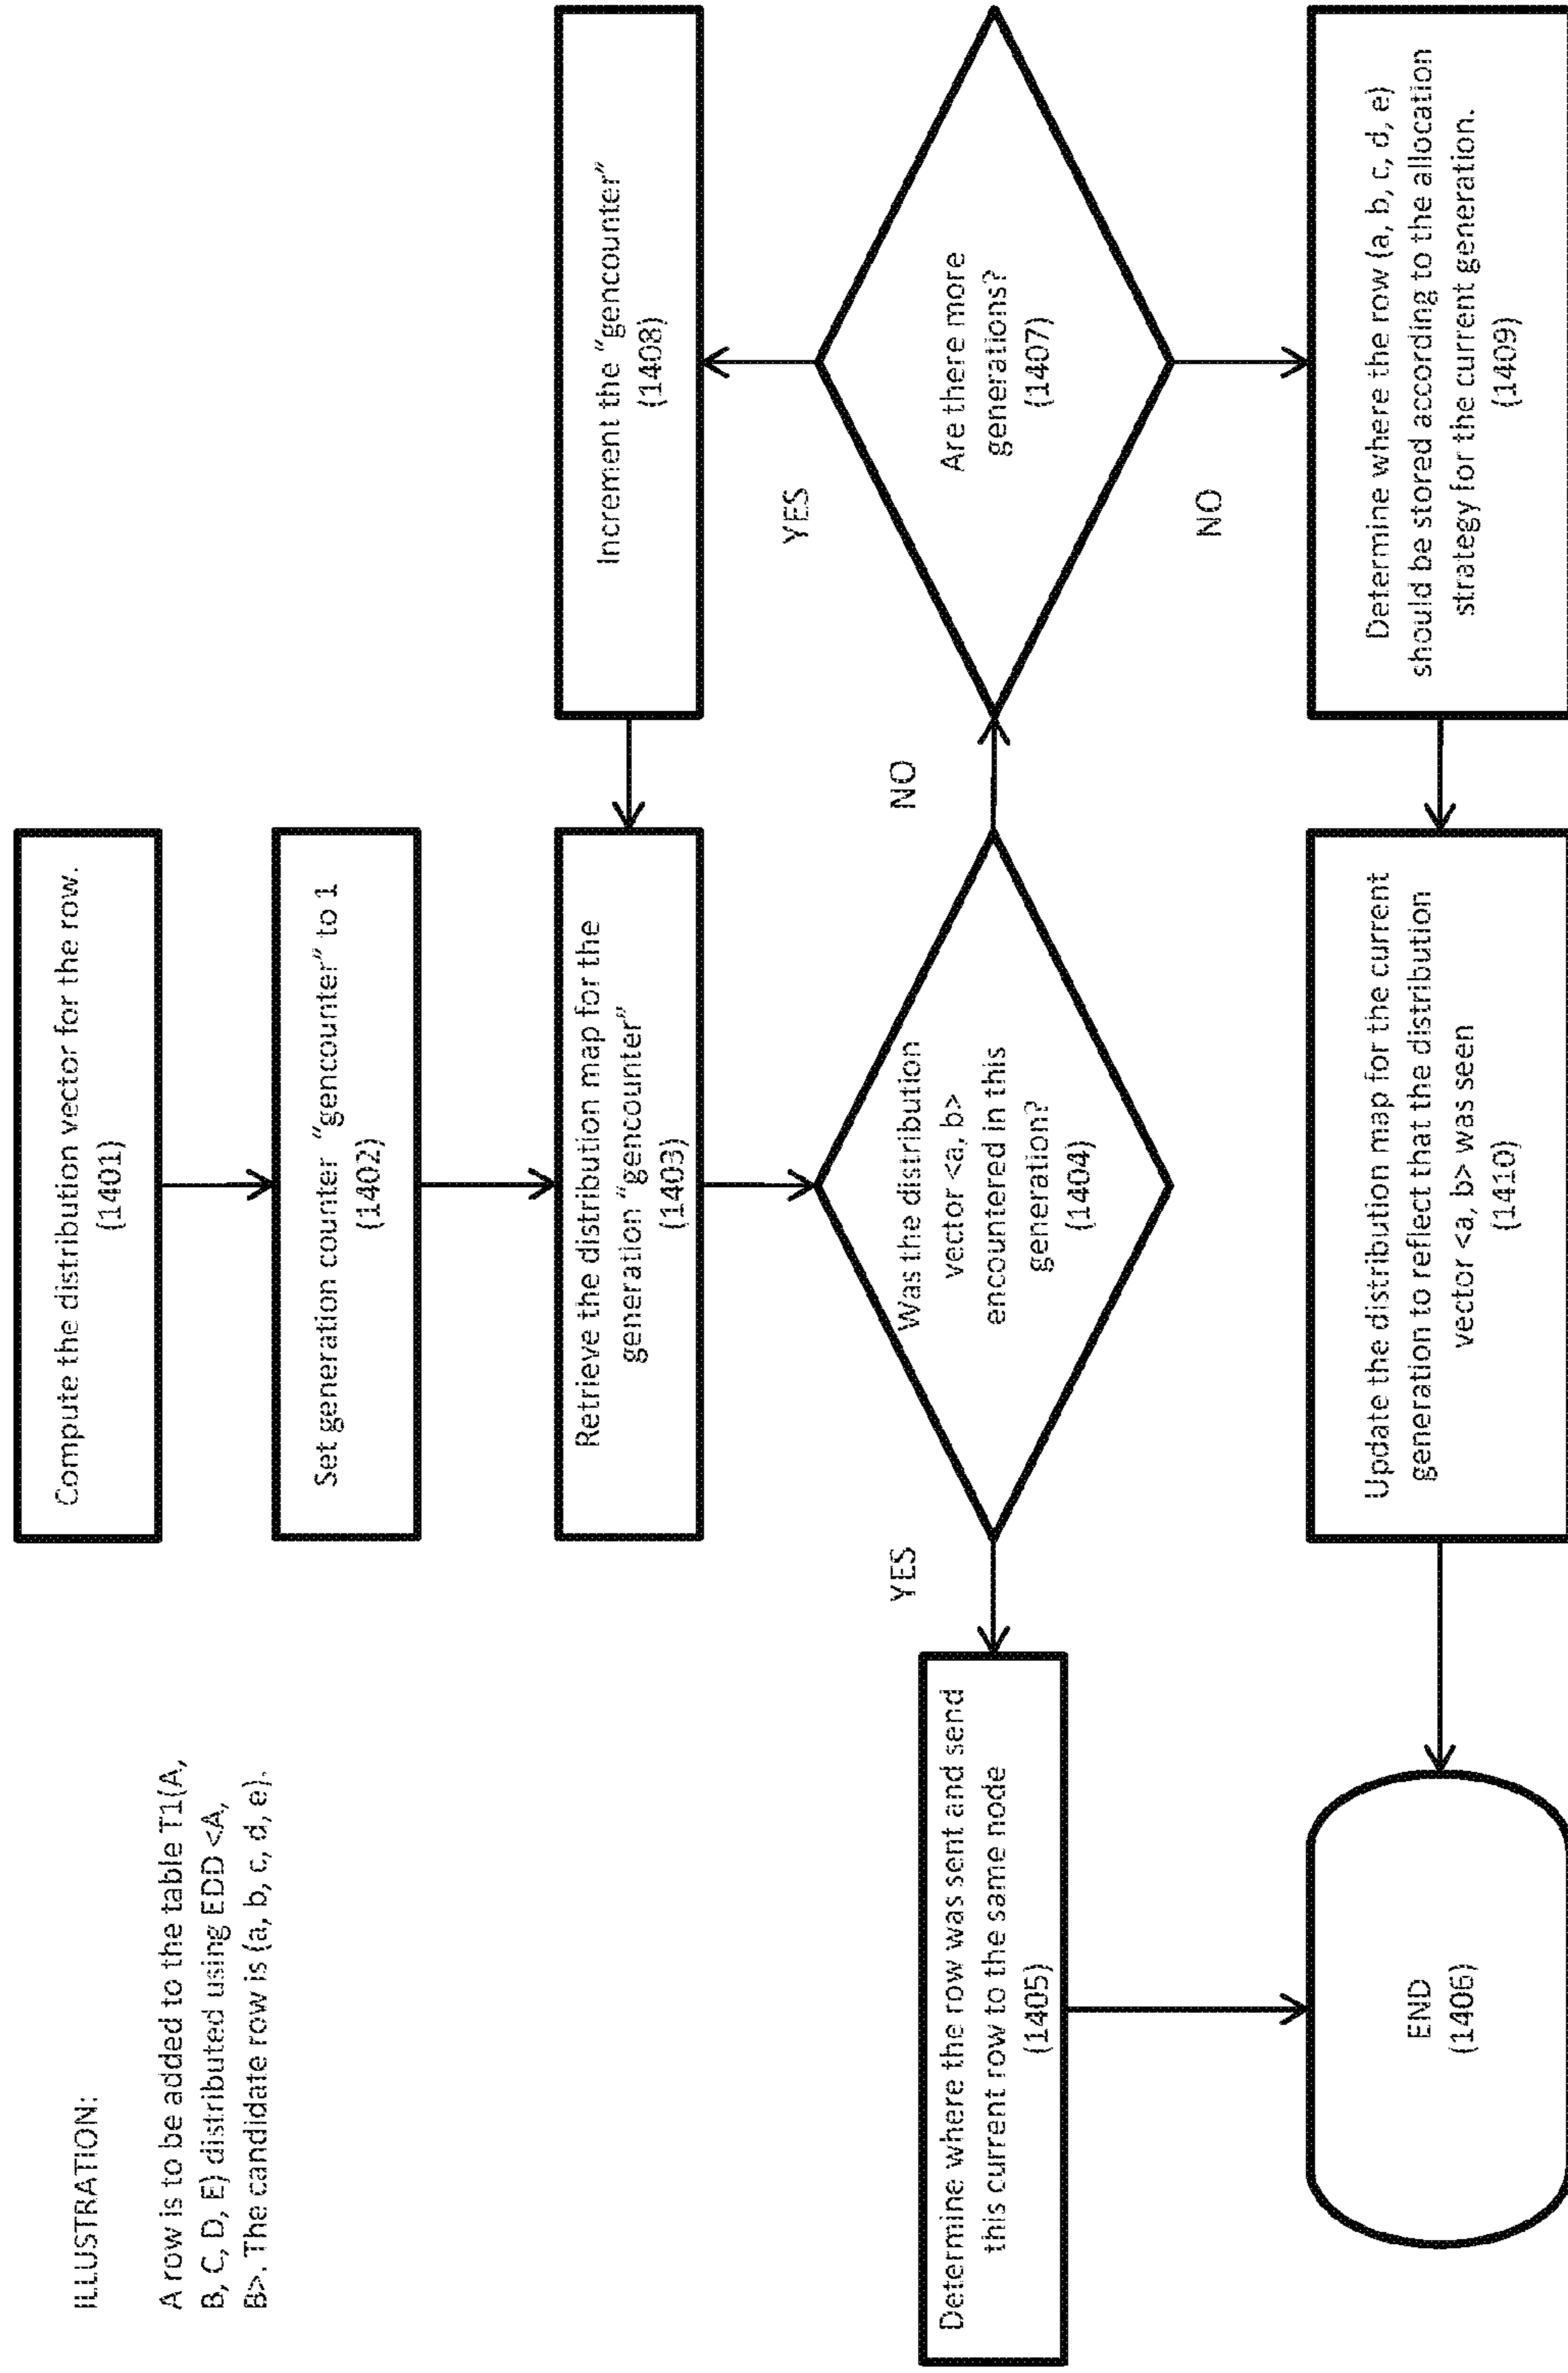 ILLUSTRATION:
A row is to be added to the table T1(A,
B, C, D, E) distributed using EDD <A,
B>. The candidate row is (a, b, c, d, e).
Compute the distribution vector for the row.
(1401)
Set generation counter "gencounter" to 1
(1402)
Retrieve the distribution map for the
generation "gencounter"
(1403)
Increment the "gencounter"
(1408)
Was the distribution
vector <a, b>
encountered in this
generation?
(1404)
YES
NO
Are there more
generations?
(1407)
YES
NO
Determine where the row was sent and send
this current row to the same node
(1405)
END
(1406)
Update the distribution map for the current
generation to reflect that the distribution
vector <a, b> was seen
(1410)
Determine where the row (a, b, c, d, e)
should be stored according to the allocation
strategy for the current generation.
(1409)